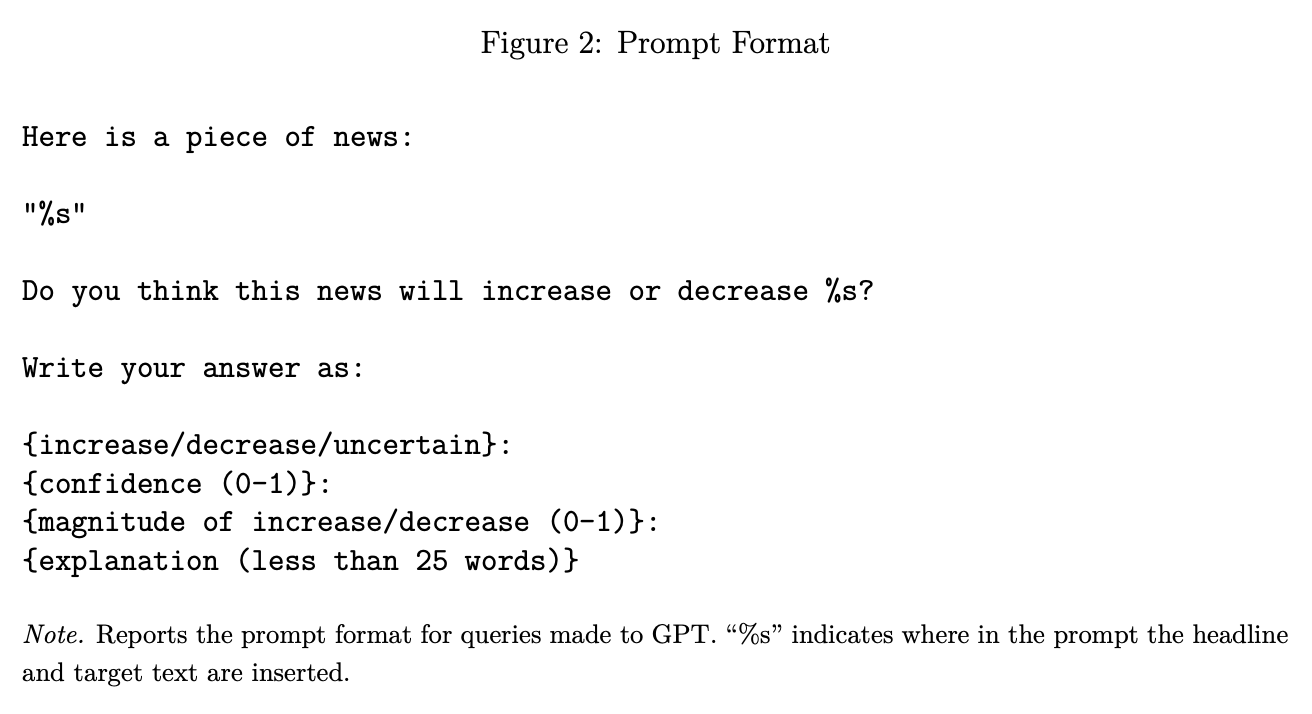 Figure 2: Prompt Format
Here is a piece of news:
"%s"
Do you think this news will increase or decrease %s?
Write your answer as:
{increase/decrease/uncertain}:
{confidence (0-1)}:
{magnitude of increase/decrease (0-1)}:
{explanation (less than 25 words)}
Note. Reports the prompt format for queries made to GPT. “%s” indicates where in the prompt the headline
and target text are inserted.